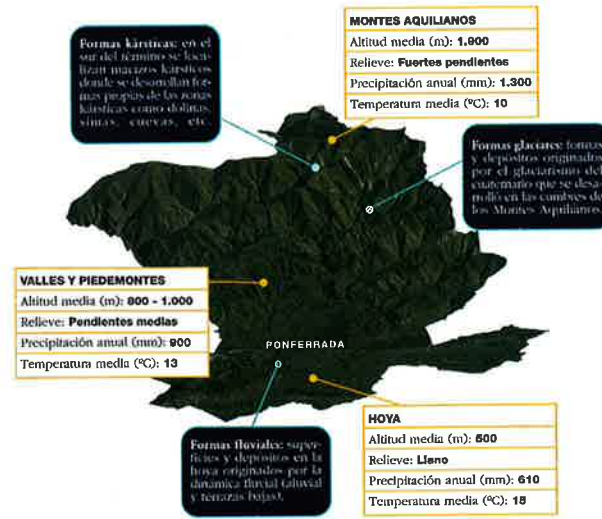 Formas kársticas: en el
sur del término se loca-
lizan macizos kársticos
donde se desarrollan for-
mas propias de las zonas
kársticas como dolinas,
simas, cuevas, etc.
MONTES AQUILIANOS
Altitud media (m): 1.900
Relieve: Fuertes pendientes
Precipitación anual (mm): 1.300
Temperatura media (ºC): 10
Formas glaciares: formas
y depósitos originados
por el glaciarismo del
cuaternario que se desa-
rrolló en las cumbres de
los Montes Aquilianos.
VALLES Y PIEDEMONTES
Altitud media (m): 800 - 1.000
Relieve: Pendientes medias
Precipitación anual (mm): 900
Temperatura media (ºC): 13
PONFERRADA
Formas fluviales: super-
ficies y depósitos en la
hoya originados por la
dinámica fluvial (aluvial
y terrazas bajas).
HOYA
Altitud media (m): 500
Relieve: Llano
Precipitación anual (mm): 610
Temperatura media (ºC): 15